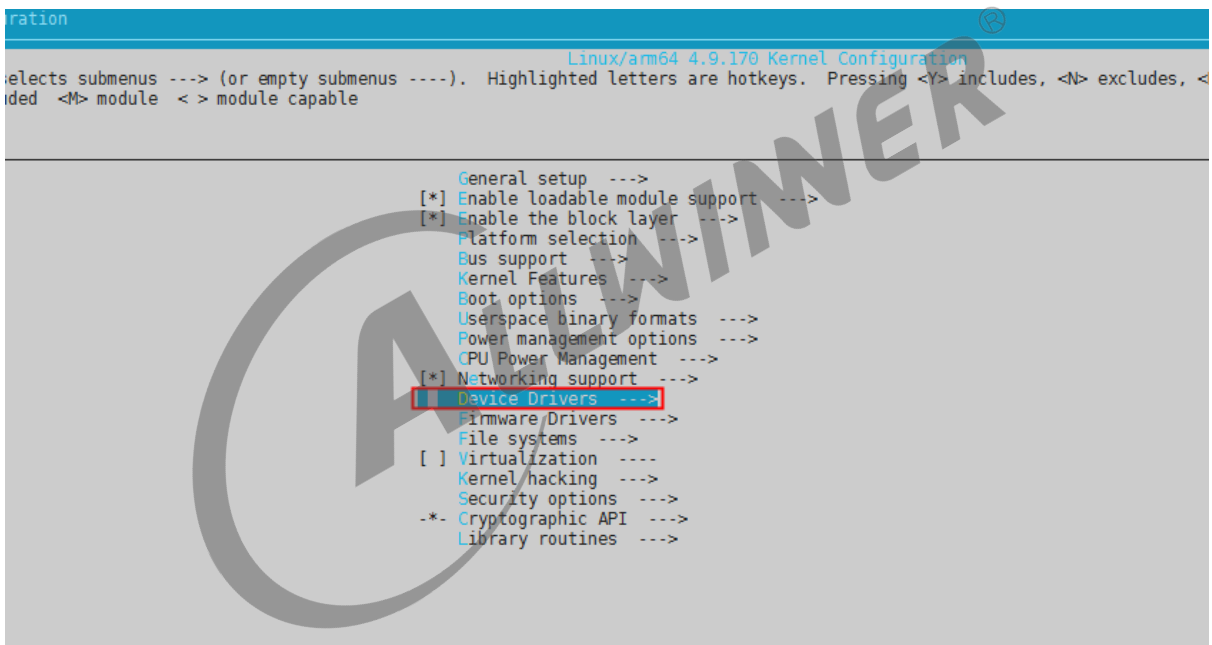 ration
Linux/arm64 4.9.170 Kernel Configuration
selects submenus ---> (or empty submenus ----). Highlighted letters are hotkeys. Pressing <Y> includes, <N> excludes, <
ded <M> module < > module capable
General setup --->
[*] Enable loadable module support --->
[*] Enable the block layer --->
Platform selection --->
Bus support --->
Kernel Features --->
Boot options --->
Userspace binary formats --->
Power management options --->
CPU Power Management --->
[*] Networking support --->
Device Drivers --->
Firmware Drivers --->
File systems --->
[ ] Virtualization ----
Kernel hacking --->
Security options --->
-*- Cryptographic API --->
Library routines --->
ALLWINNER®